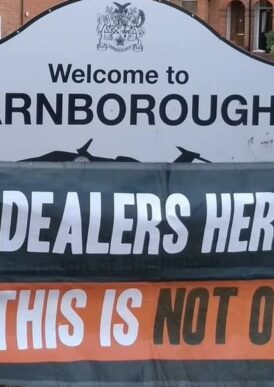 Welcome to
ARNBOROUGH
DEALERS HER
THIS IS NOT O